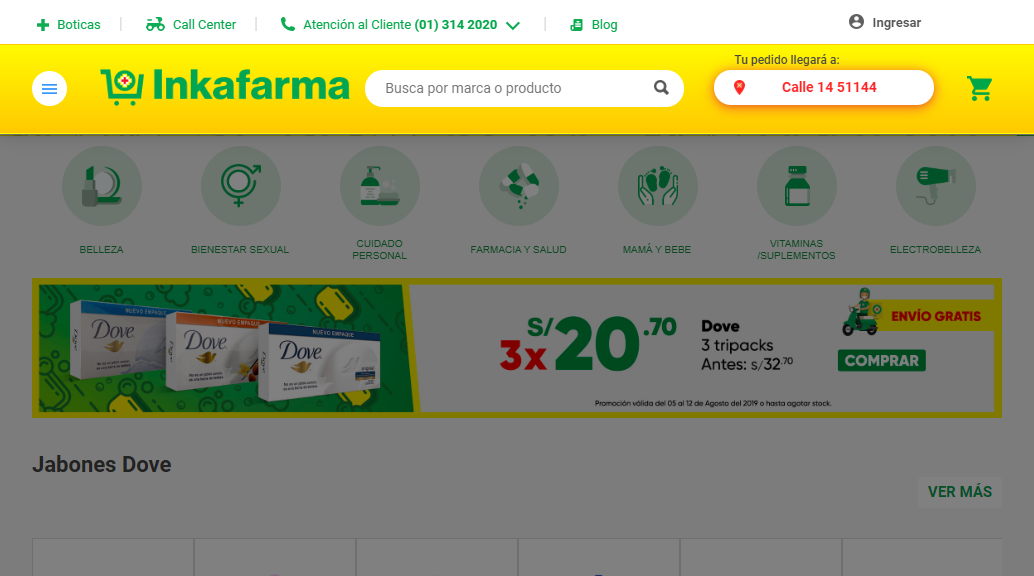 Boticas
Call Center
Atención al Cliente (01) 314 2020
Blog
Ingresar
Inkafarma
Busca por marca o producto
Tu pedido llegará a:
Calle 14 51144
BELLEZA
BIENESTAR SEXUAL
CUIDADO
PERSONAL
FARMACIA Y SALUD
MAMÁ Y BEBE
VITAMINAS
/SUPLEMENTOS
ELECTROBELLEZA
NUEVO EMPAQUE
Dove
NUEVO EMPAQUE
Dove
NUEVO EMPAQUE
Dove
3x S/20.70
Dove
3 tripacks
Antes: s/32.70
ENVÍO GRATIS
COMPRAR
Promoción válida del 05 al 12 de Agosto del 2019 o hasta agotar stock.
Jabones Dove
VER MÁS